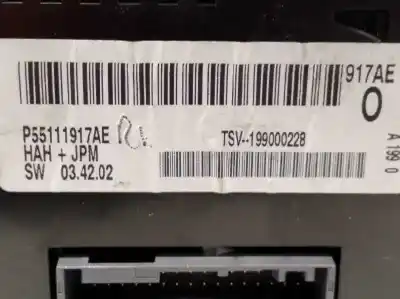 917AE
0
P55111917AE
HAH + JPM
SW 03.42.02
TSV--199000228
A 199 0